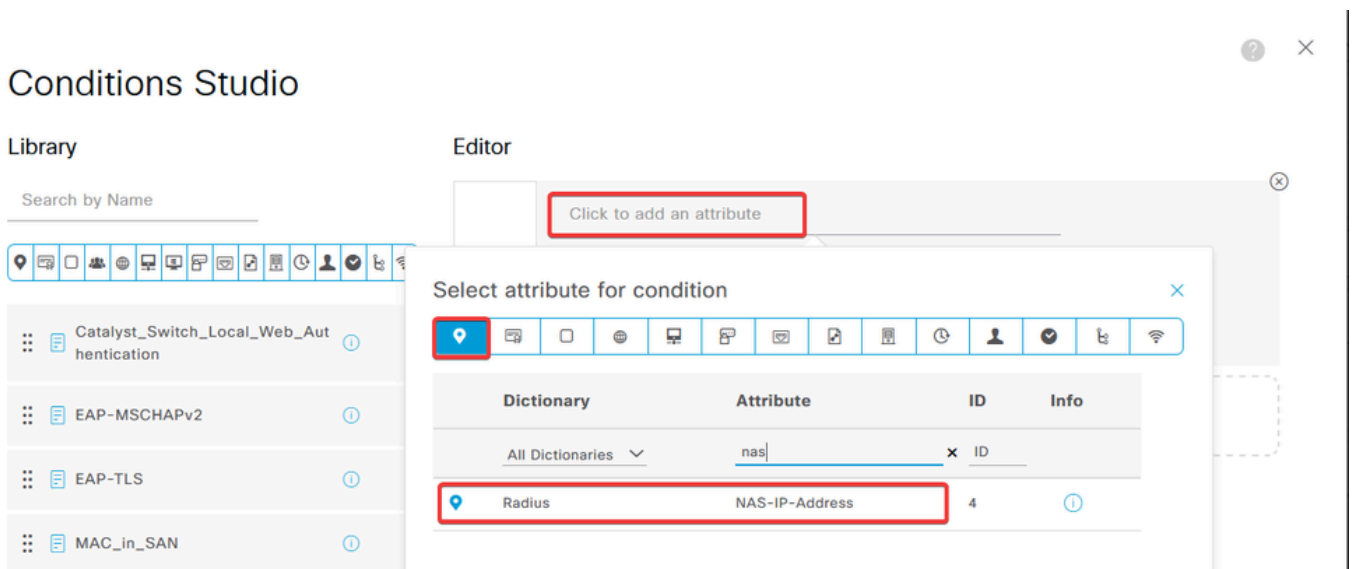 Conditions Studio
Library
Editor
Search by Name
Click to add an attribute
Select attribute for condition
Catalyst_Switch_Local_Web_Aut
hentication
EAP-MSCHAPv2
EAP-TLS
MAC_in_SAN
Dictionary Attribute ID Info
All Dictionaries nas ID
Radius NAS-IP-Address 4